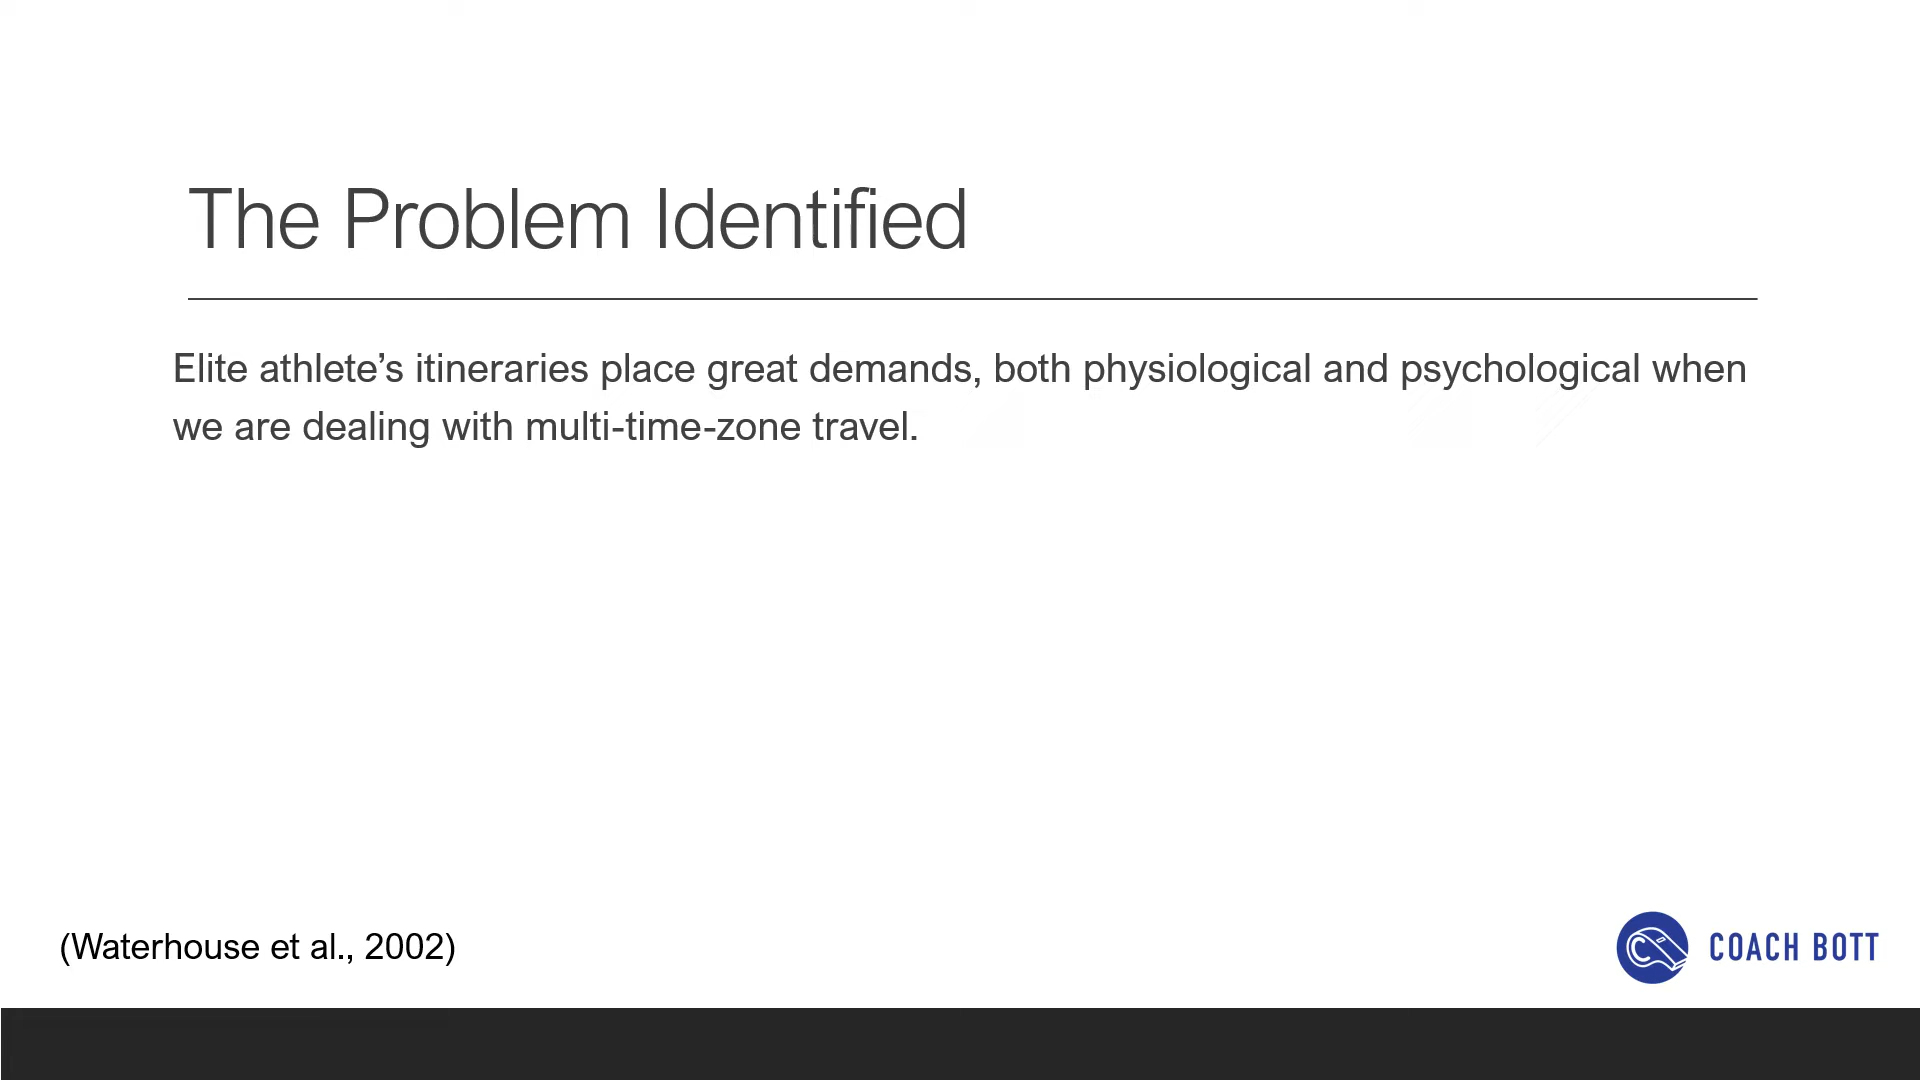 The Problem Identified
Elite athlete’s itineraries place great demands, both physiological and psychological when
we are dealing with multi-time-zone travel.
(Waterhouse et al., 2002)
COACH BOTT